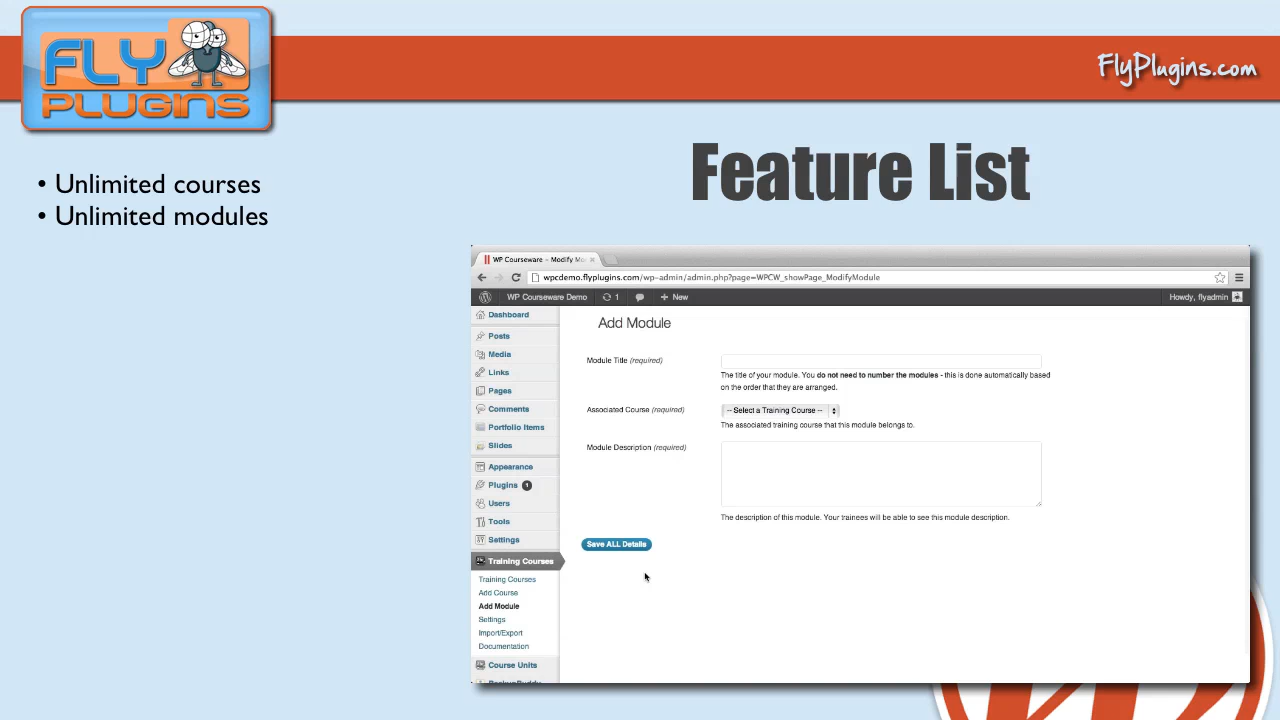 FLY
PLUGINS
FlyPlugins.com
Feature List
• Unlimited courses
• Unlimited modules
WP Courseware – Modify Mo
wpcdemo.flyplugins.com/wp-admin/admin.php?page=WPCW_showPage_ModifyModule
WP Courseware Demo 1 + New Howdy, flyadmin
Dashboard
Posts
Media
Links
Pages
Comments
Portfolio Items
Slides
Appearance
Plugins 1
Users
Tools
Settings
Training Courses
Training Courses
Add Course
Add Module
Settings
Import/Export
Documentation
Course Units
BackupBuddy
Add Module
Module Title (required)
The title of your module. You do not need to number the modules - this is done automatically based
on the order that they are arranged.
Associated Course (required)
-- Select a Training Course --
The associated training course that this module belongs to.
Module Description (required)
The description of this module. Your trainees will be able to see this module description.
Save ALL Details